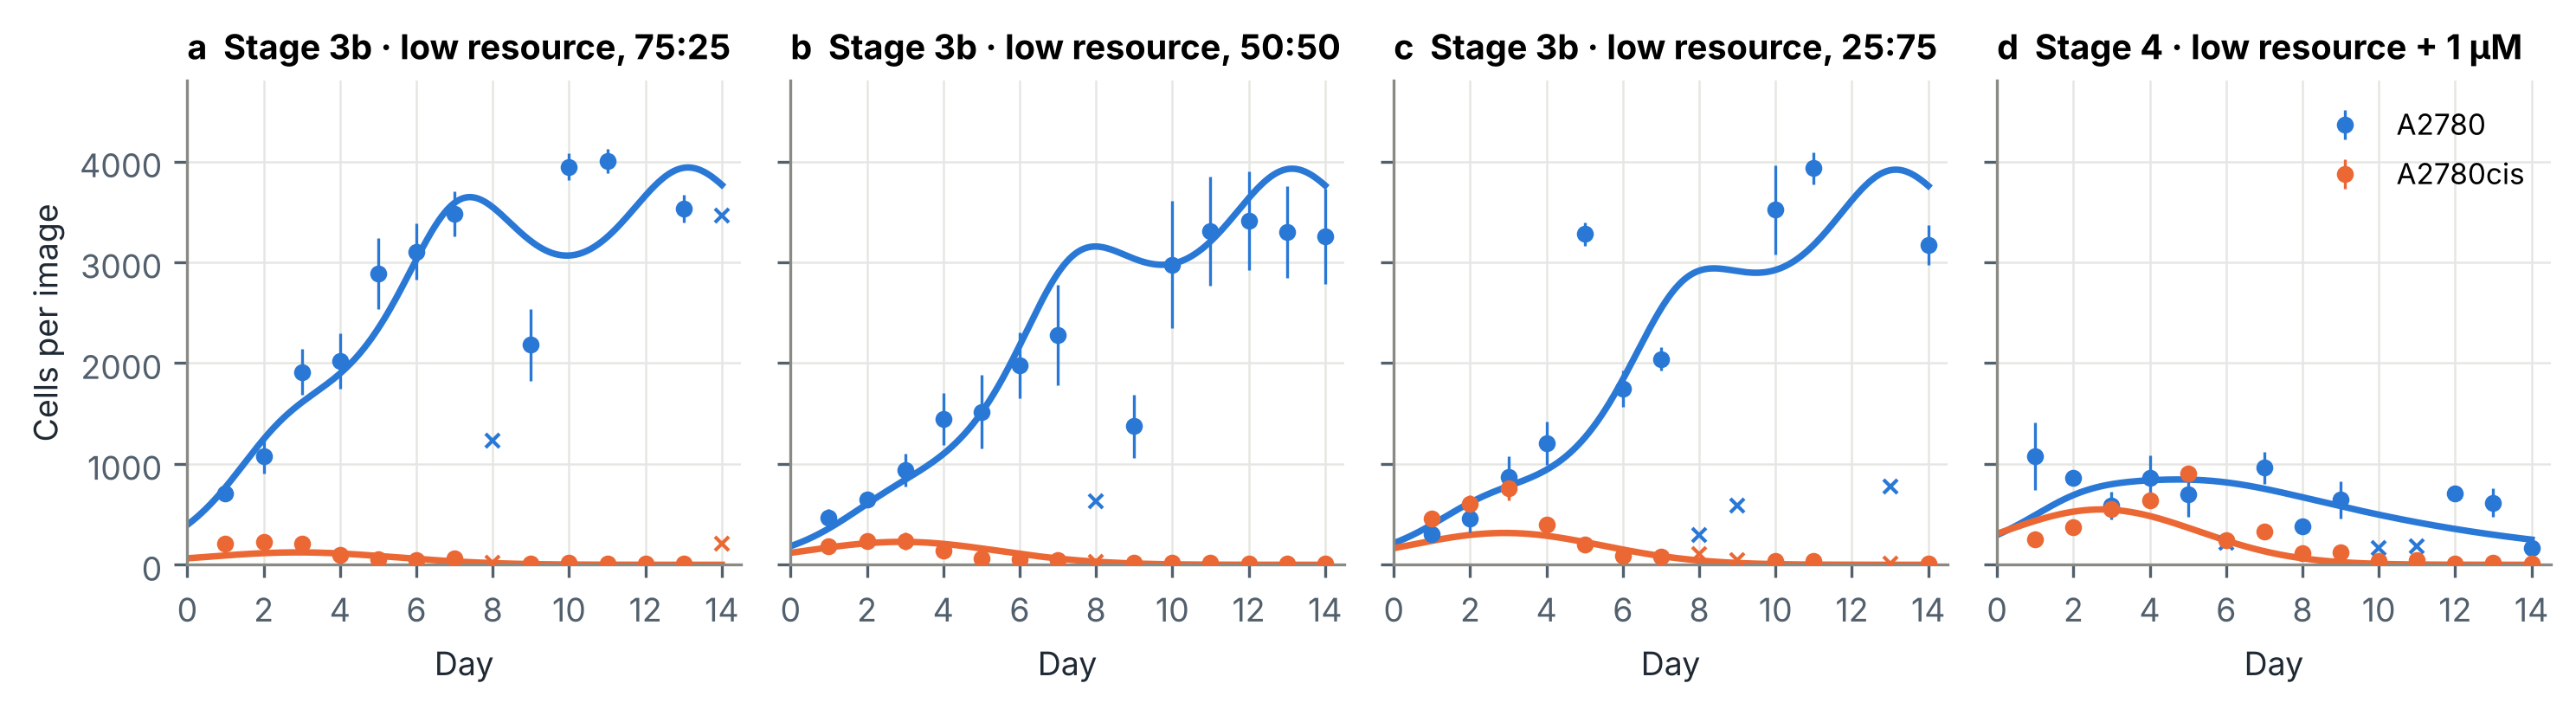 a Stage 3b · low resource, 75:25
b Stage 3b · low resource, 50:50
c Stage 3b · low resource, 25:75
d Stage 4 · low resource + 1 µM
Cells per image
4000
3000
2000
1000
0
0 2 4 6 8 10 12 14
Day
0 2 4 6 8 10 12 14
Day
0 2 4 6 8 10 12 14
Day
A2780
A2780cis
0 2 4 6 8 10 12 14
Day